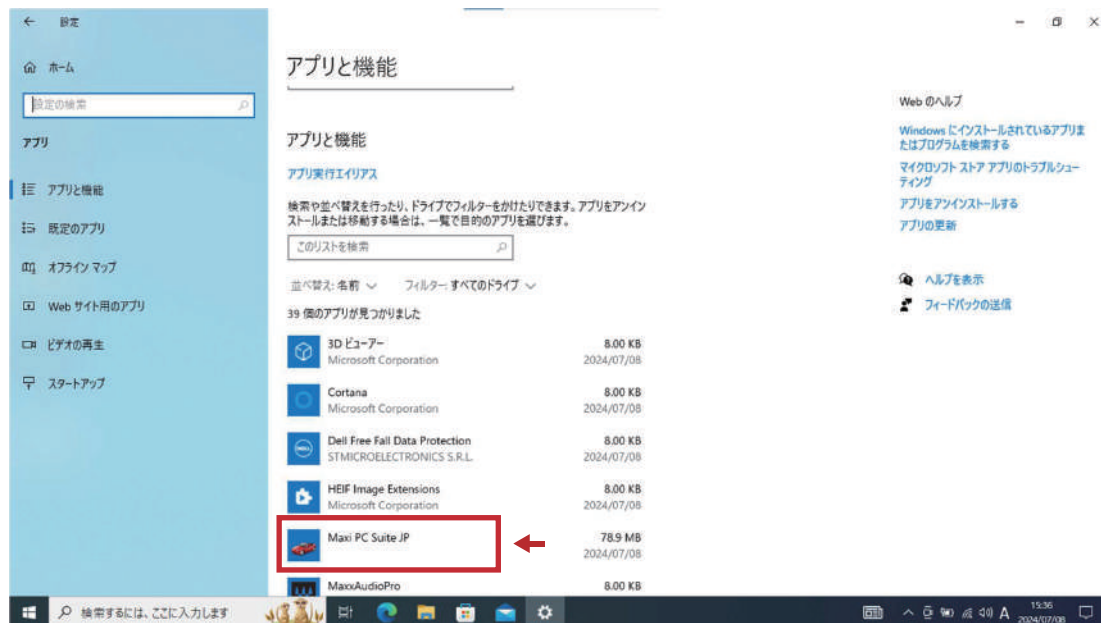 設定
ホーム
設定の検索
アプリ
アプリと機能
既定のアプリ
オフライン マップ
Web サイト用のアプリ
ビデオの再生
スタートアップ
アプリと機能
アプリと機能
アプリ実行エイリアス
検索や並べ替えを行ったり、ドライブでフィルターをかけたりできます。アプリをアンイン
ストールまたは移動する場合は、一覧で目的のアプリを選びます。
このリストを検索
並べ替え: 名前 フィルター: すべてのドライブ
39 個のアプリが見つかりました
3D ビューアー 8.00 KB
Microsoft Corporation 2024/07/08
Cortana 8.00 KB
Microsoft Corporation 2024/07/08
Dell Free Fall Data Protection 8.00 KB
STMICROELECTRONICS S.R.L. 2024/07/08
HEIF Image Extensions 8.00 KB
Microsoft Corporation 2024/07/08
Maxi PC Suite JP 78.9 MB
2024/07/08
MaxxAudioPro 8.00 KB
Web のヘルプ
Windows にインストールされているアプリま
たはプログラムを検索する
マイクロソフト ストア アプリのトラブルシュー
ティング
アプリをアンインストールする
アプリの更新
ヘルプを表示
フィードバックの送信
検索するには、ここに入力します
A
15:36
2024/07/08